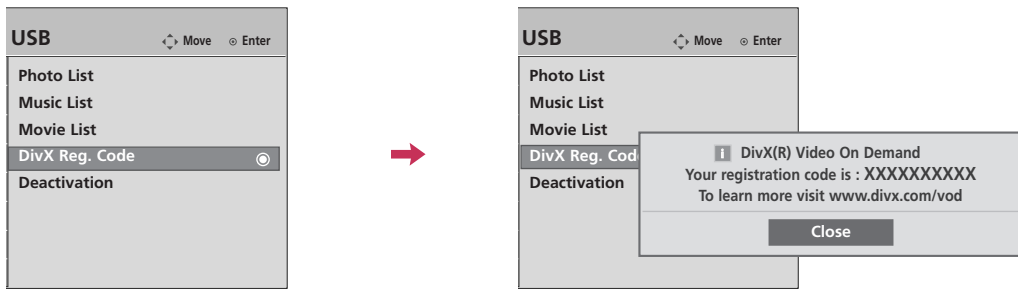 USB Move Enter
Photo List
Music List
Movie List
DivX Reg. Code
Deactivation
USB Move Enter
Photo List
Music List
Movie List
DivX Reg. Cod
Deactivation
i DivX(R) Video On Demand
Your registration code is : XXXXXXXXXX
To learn more visit www.divx.com/vod
Close